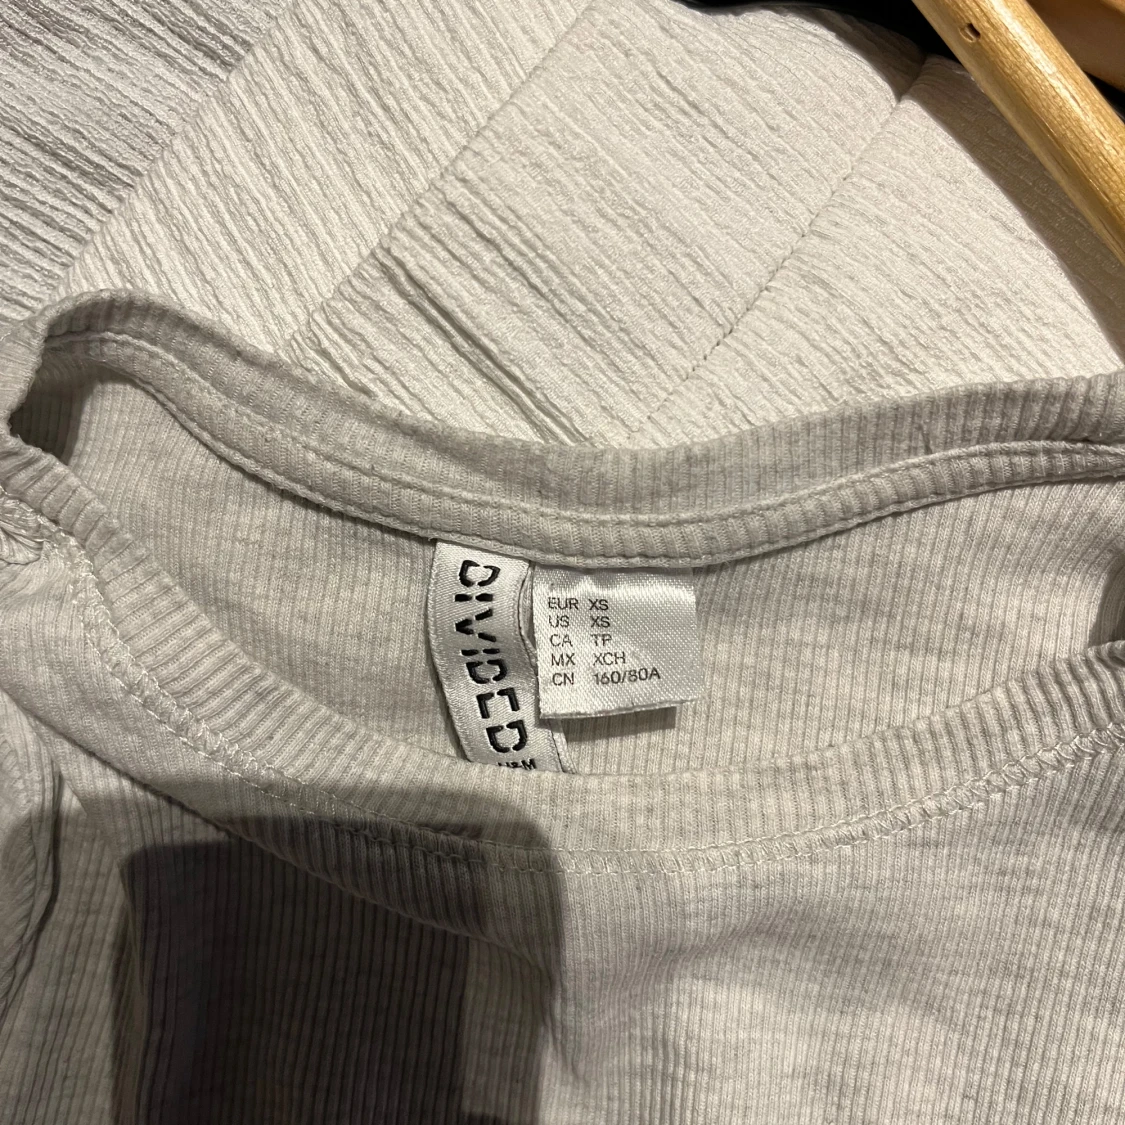 DIVIDED
H&M
EUR XS
US XS
CA TP
MX XCH
CN 160/80A